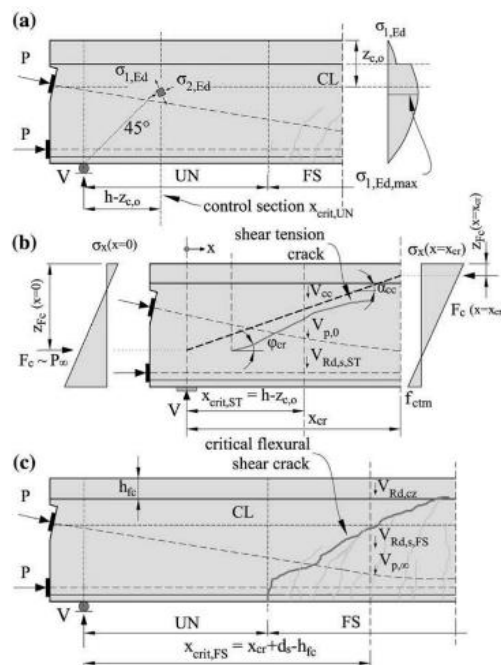 (a)
P
σ1,Ed
σ2,Ed
CL
zc,o
σ1,Ed
45°
P
V
UN
FS
σ1,Ed,max
h-zc,o
control section xcrit,UN
(b)
σx(x=0)
x
shear tension
crack
σx(x=xcr)
zFc(x=xcr)
zFc(x=0)
Vcc
αcc
Fc (x=xcr)
Vp,0
φcr
Fc ~ P∞
VRd,s,ST
V
xcrit,ST = h-zc,o
fctm
xcr
critical flexural
shear crack
(c)
hfc
VRd,cz
CL
P
VRd,s,FS
Vp,∞
P
V
UN
FS
xcrit,FS = xcr+ds-hfc